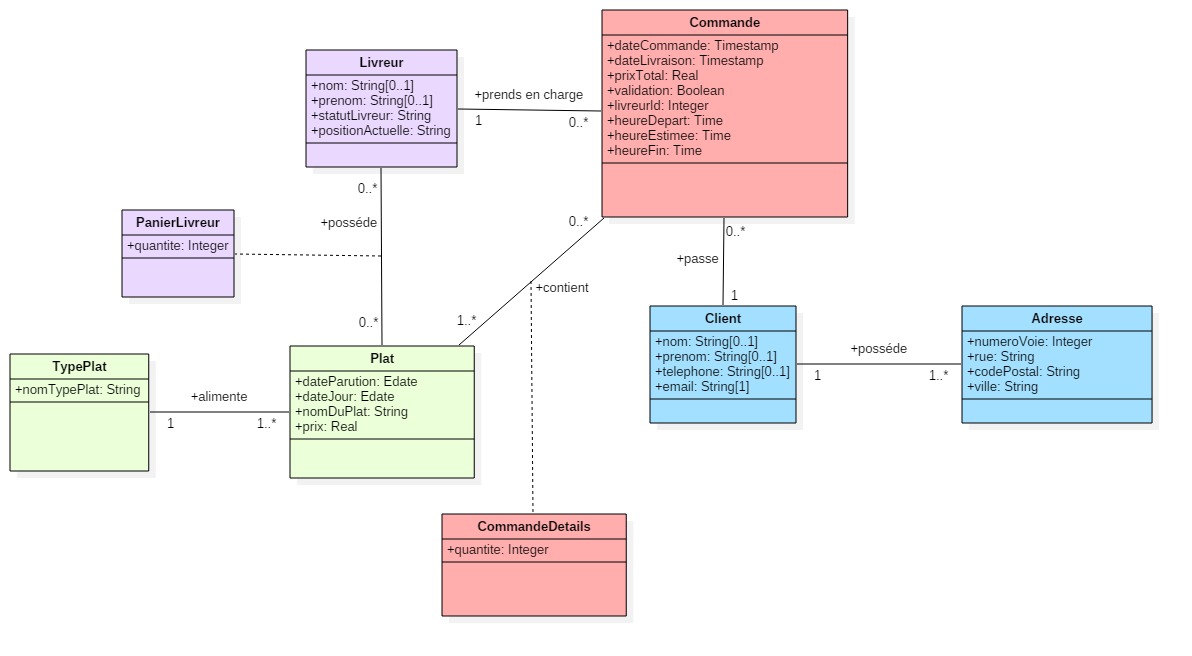 Commande
+dateCommande: Timestamp
+dateLivraison: Timestamp
+prixTotal: Real
+validation: Boolean
+livreurId: Integer
+heureDepart: Time
+heureEstimee: Time
+heureFin: Time
Livreur
+nom: String[0..1]
+prenom: String[0..1]
+statutLivreur: String
+positionActuelle: String
+prends en charge
1
0..*
0..*
+posséde
0..*
PanierLivreur
+quantite: Integer
0..*
+contient
1..*
0..*
+passe
1
Client
+nom: String[0..1]
+prenom: String[0..1]
+telephone: String[0..1]
+email: String[1]
+posséde
1
1..*
Adresse
+numeroVoie: Integer
+rue: String
+codePostal: String
+ville: String
TypePlat
+nomTypePlat: String
+alimente
1
1..*
Plat
+dateParution: Edate
+dateJour: Edate
+nomDuPlat: String
+prix: Real
CommandeDetails
+quantite: Integer